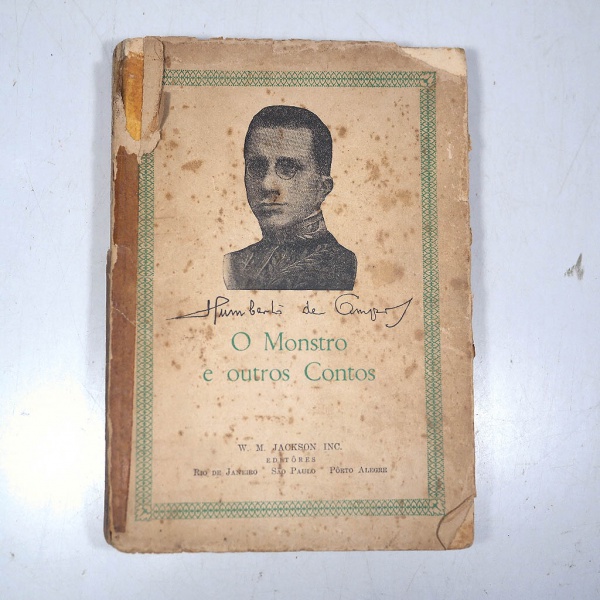 Humberto de Campos
O Monstro
e outros Contos
W. M. JACKSON INC.
EDITÔRES
RIO DE JANEIRO SÃO PAULO PÔRTO ALEGRE